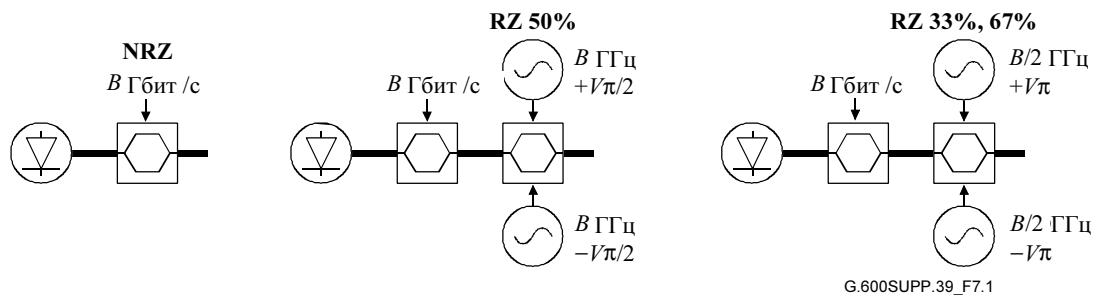 NRZ
B Гбит /с
RZ 50%
B Гбит /с
B ГГц
+Vπ/2
B ГГц
−Vπ/2
RZ 33%, 67%
B Гбит /с
B/2 ГГц
+Vπ
B/2 ГГц
−Vπ
G.600SUPP.39_F7.1